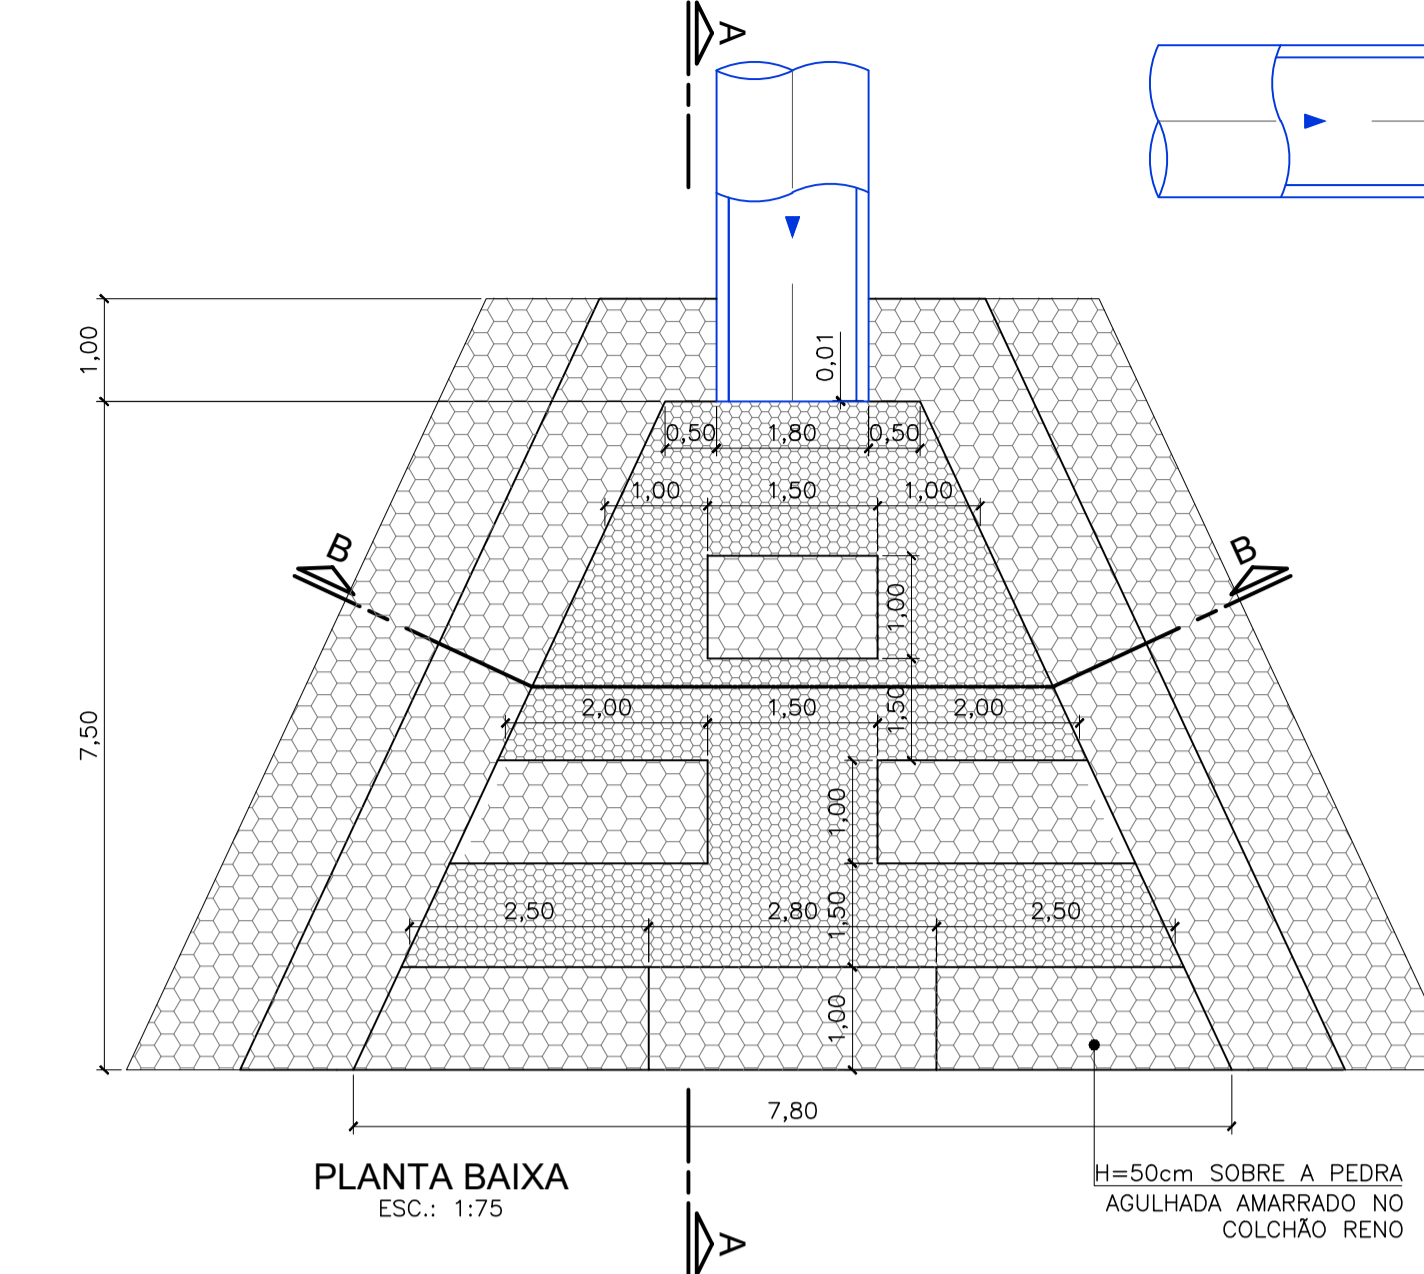 A
1,00
0,01
0,50 1,80 0,50
1,00 1,50 1,00
B B
1,00
2,00 1,50 2,00
1,50
7,50
1,00
2,50 2,80 2,50
1,50
1,00
7,80
PLANTA BAIXA
ESC.: 1:75
H=50cm SOBRE A PEDRA
AGULHADA AMARRADO NO
COLCHÃO RENO
A